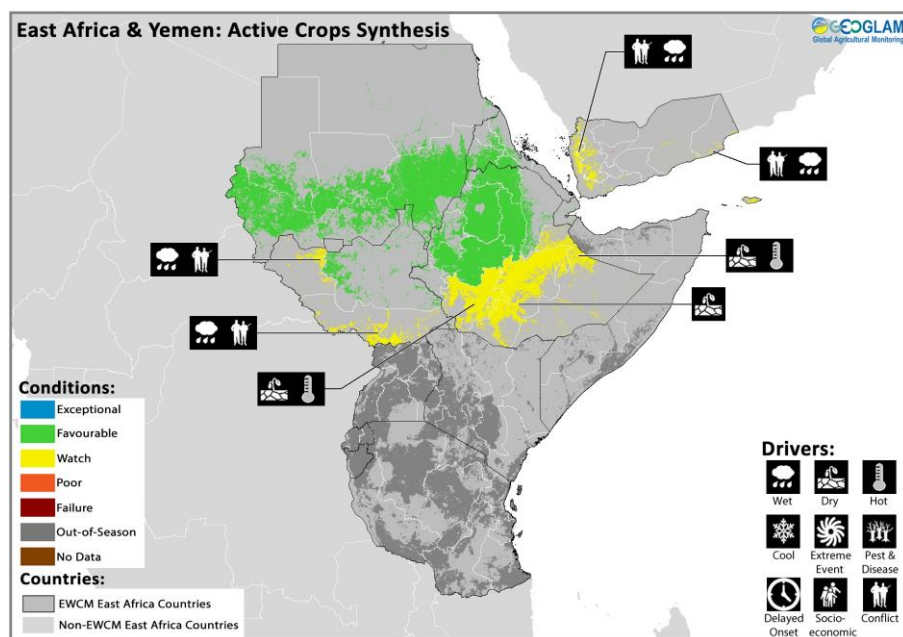 East Africa & Yemen: Active Crops Synthesis
GEOGLAM
Global Agricultural Monitoring
Conditions:
Exceptional
Favourable
Watch
Poor
Failure
Out-of-Season
No Data
Countries:
EWCM East Africa Countries
Non-EWCM East Africa Countries
Drivers:
Wet
Dry
Hot
Cool
Extreme
Event
Pest &
Disease
Delayed
Onset
Socio-
economic
Conflict